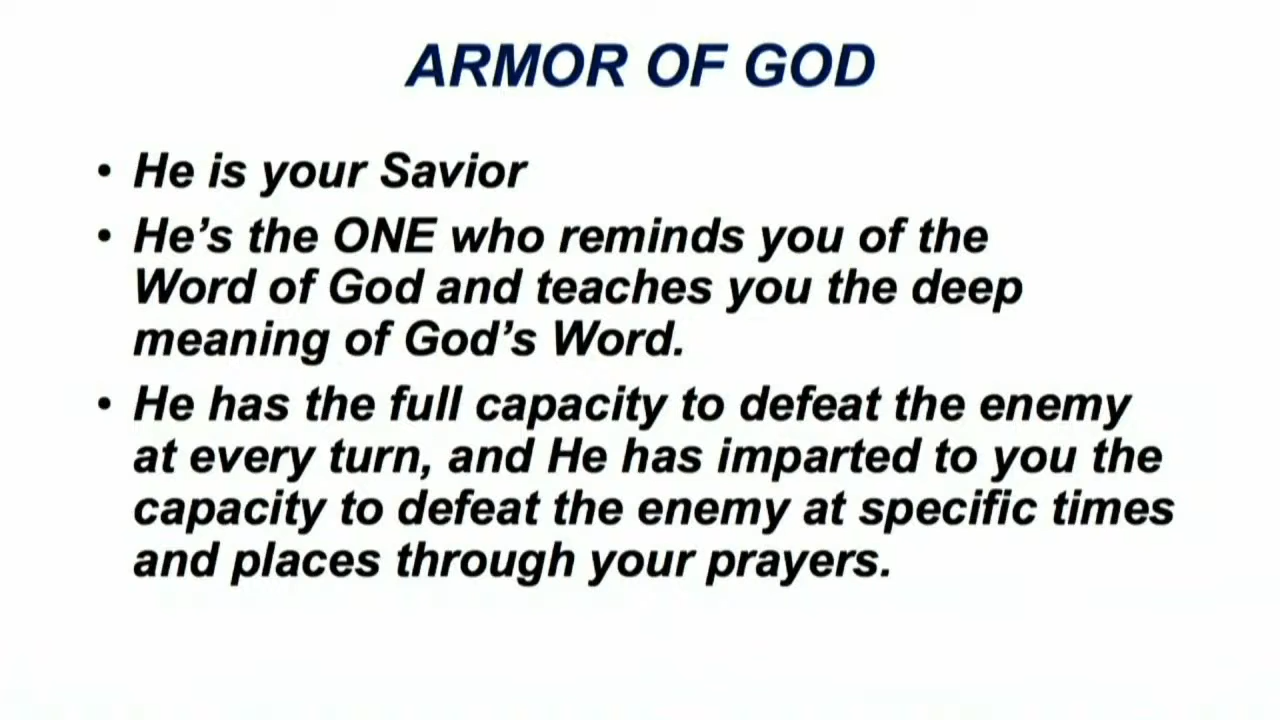 ARMOR OF GOD
• He is your Savior
• He’s the ONE who reminds you of the
Word of God and teaches you the deep
meaning of God’s Word.
• He has the full capacity to defeat the enemy
at every turn, and He has imparted to you the
capacity to defeat the enemy at specific times
and places through your prayers.